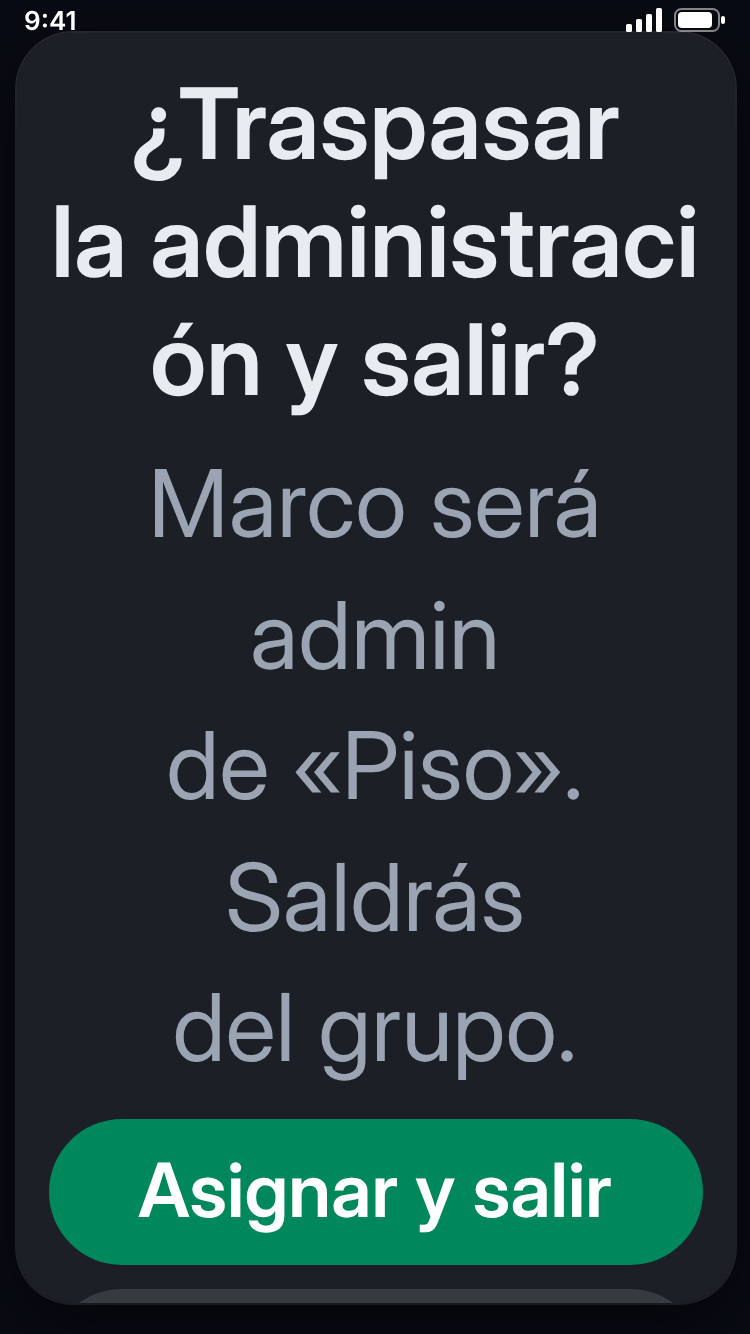 9:41
¿Traspasar
la administraci
ón y salir?
Marco será
admin
de «Piso».
Saldrás
del grupo.
Asignar y salir